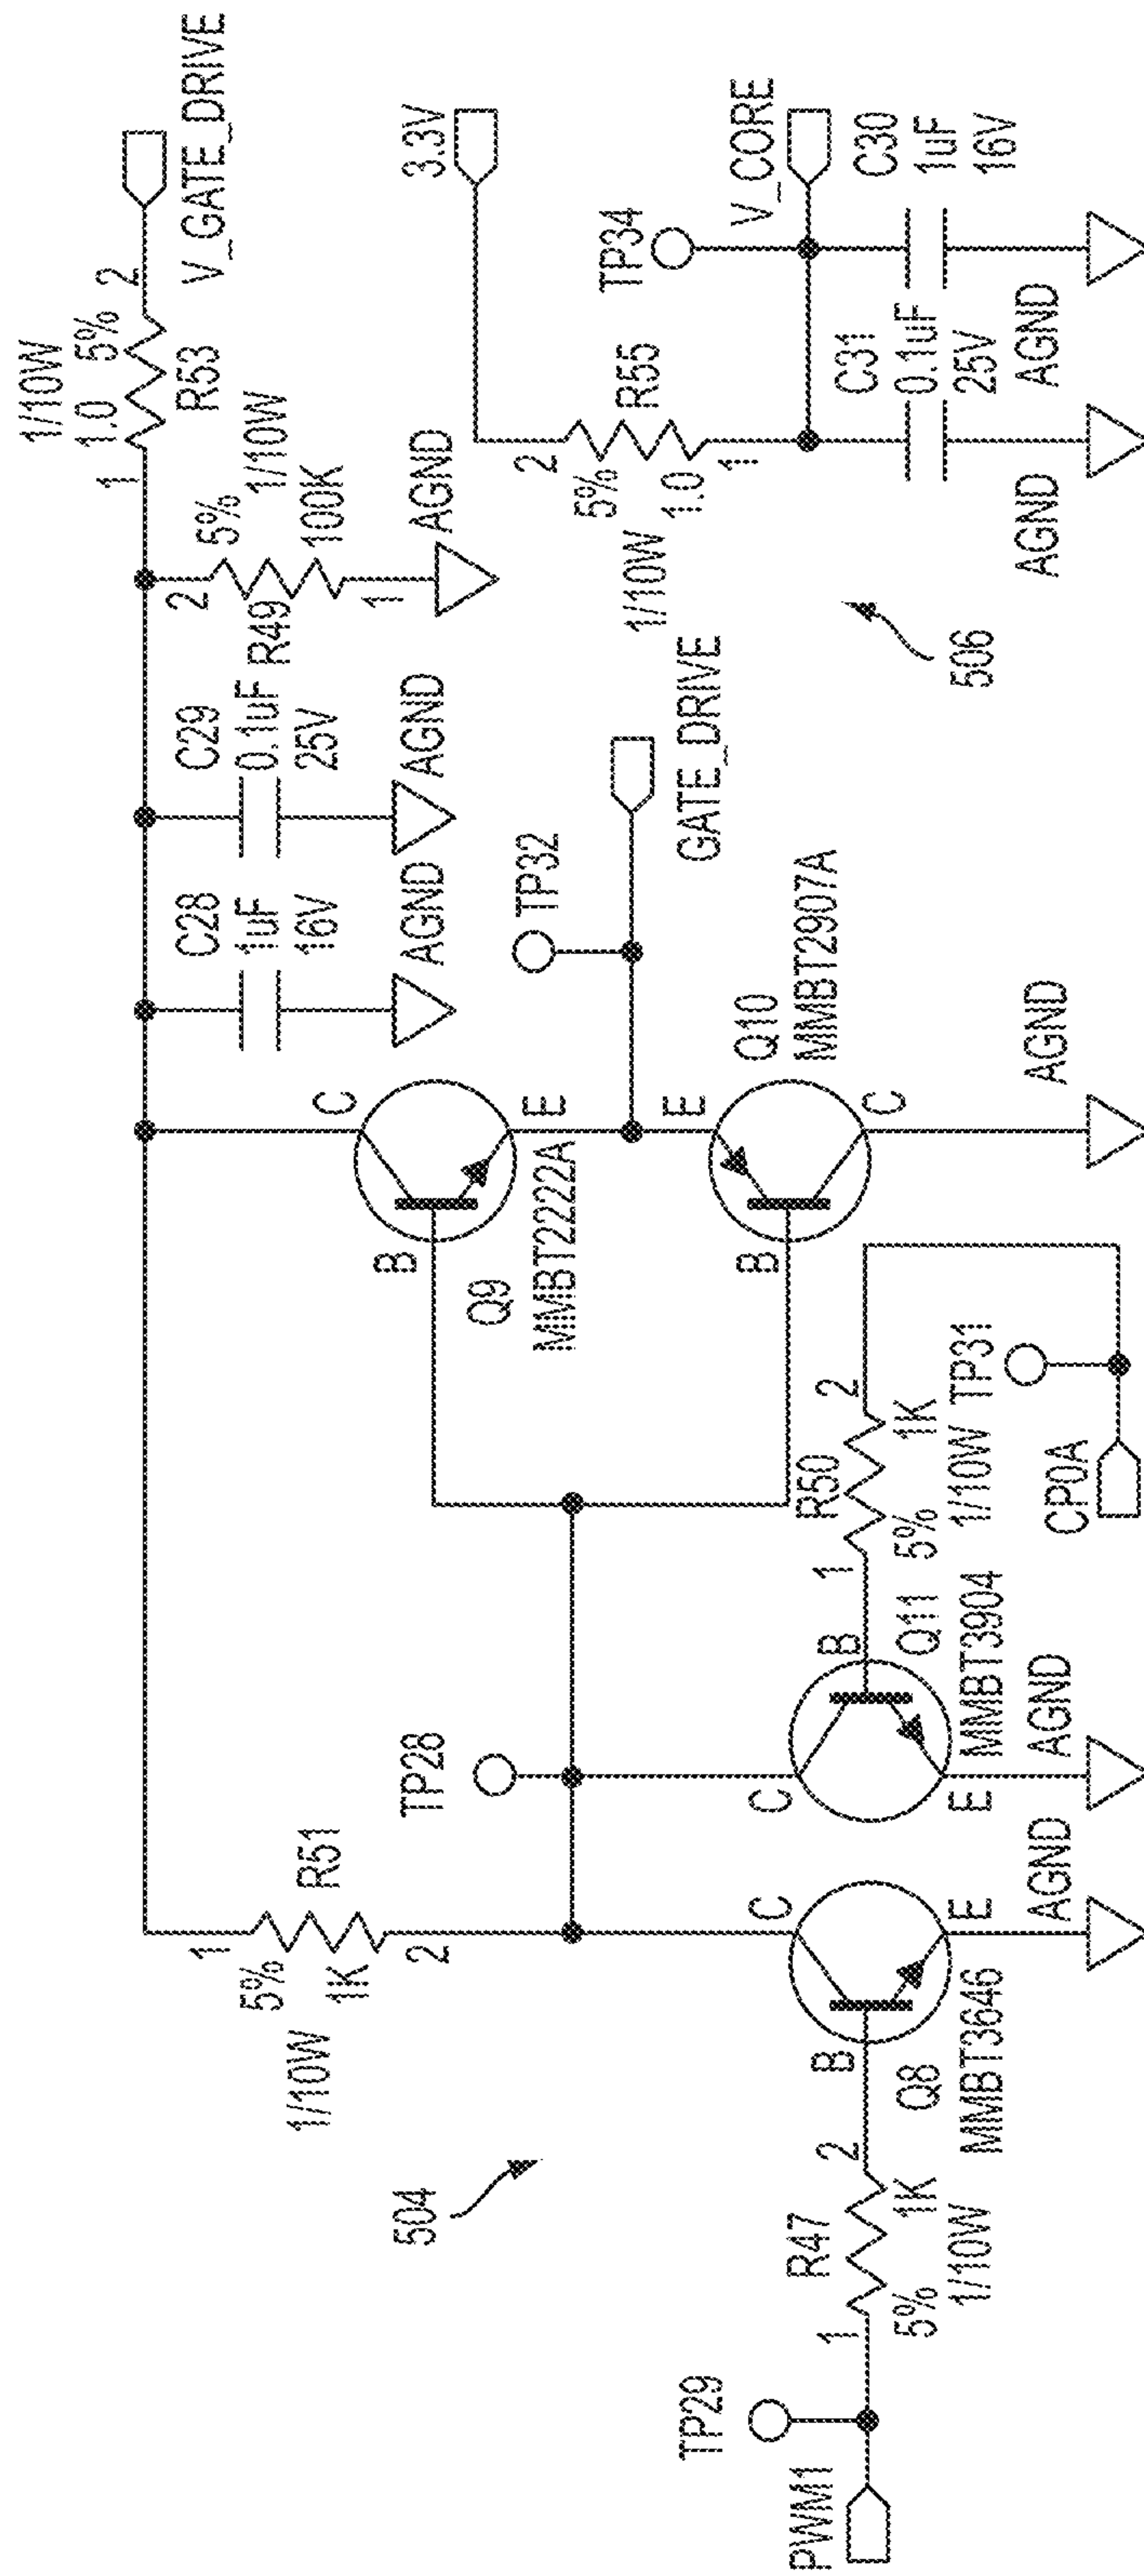 1/10W
1.0 5%
1
2
R53
V_GATE_DRIVE
C28
1uF
16V
AGND
C29
0.1uF
25V
AGND
2
R49
5%
1/10W
100K
1
AGND
3.3V
2
5%
1/10W
1.0
1
R55
TP34
V_CORE
C31
0.1uF
25V
AGND
C30
1uF
16V
AGND
506
1
5%
1/10W
1K
2
R51
504
TP28
C
B
E
Q9
MMBT2222A
TP32
GATE_DRIVE
E
B
C
Q10
MMBT2907A
AGND
TP29
PWM1
1
R47
2
5%
1K
1/10W
C
B
E
Q8
MMBT3646
AGND
C
B
E
Q11
MMBT3904
AGND
1
R50
2
5%
1K
1/10W
TP31
CP0A